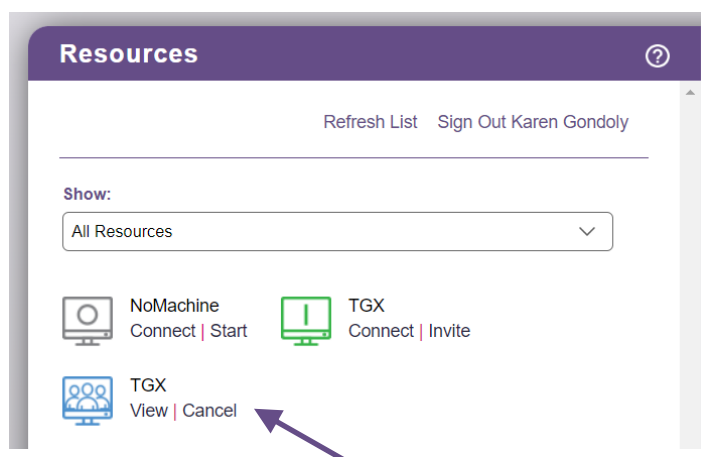 Resources
Refresh List Sign Out Karen Gondoly
Show:
All Resources
NoMachine
Connect | Start
TGX
Connect | Invite
TGX
View | Cancel